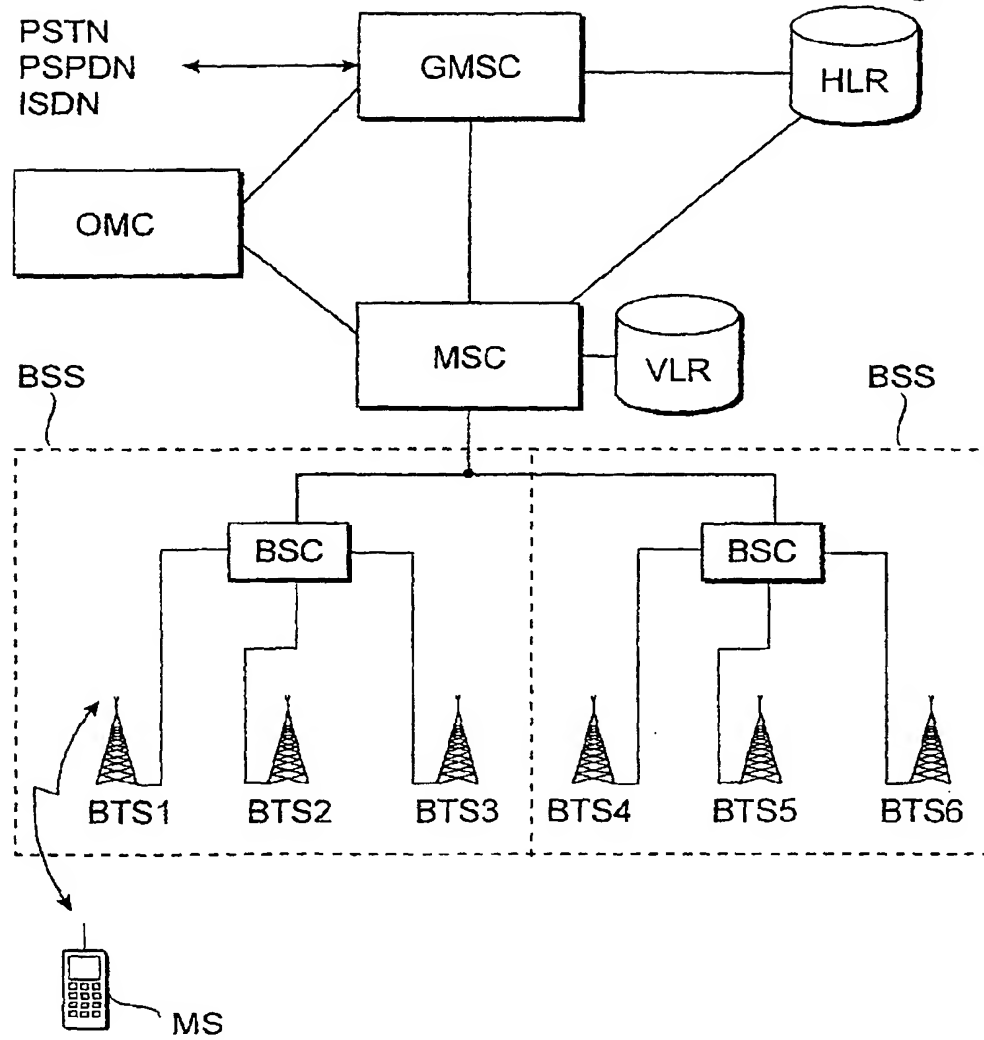 PSTN
PSPDN
ISDN
GMSC
HLR
OMC
MSC
VLR
BSS
BSS
BSC
BSC
BTS1
BTS2
BTS3
BTS4
BTS5
BTS6
MS